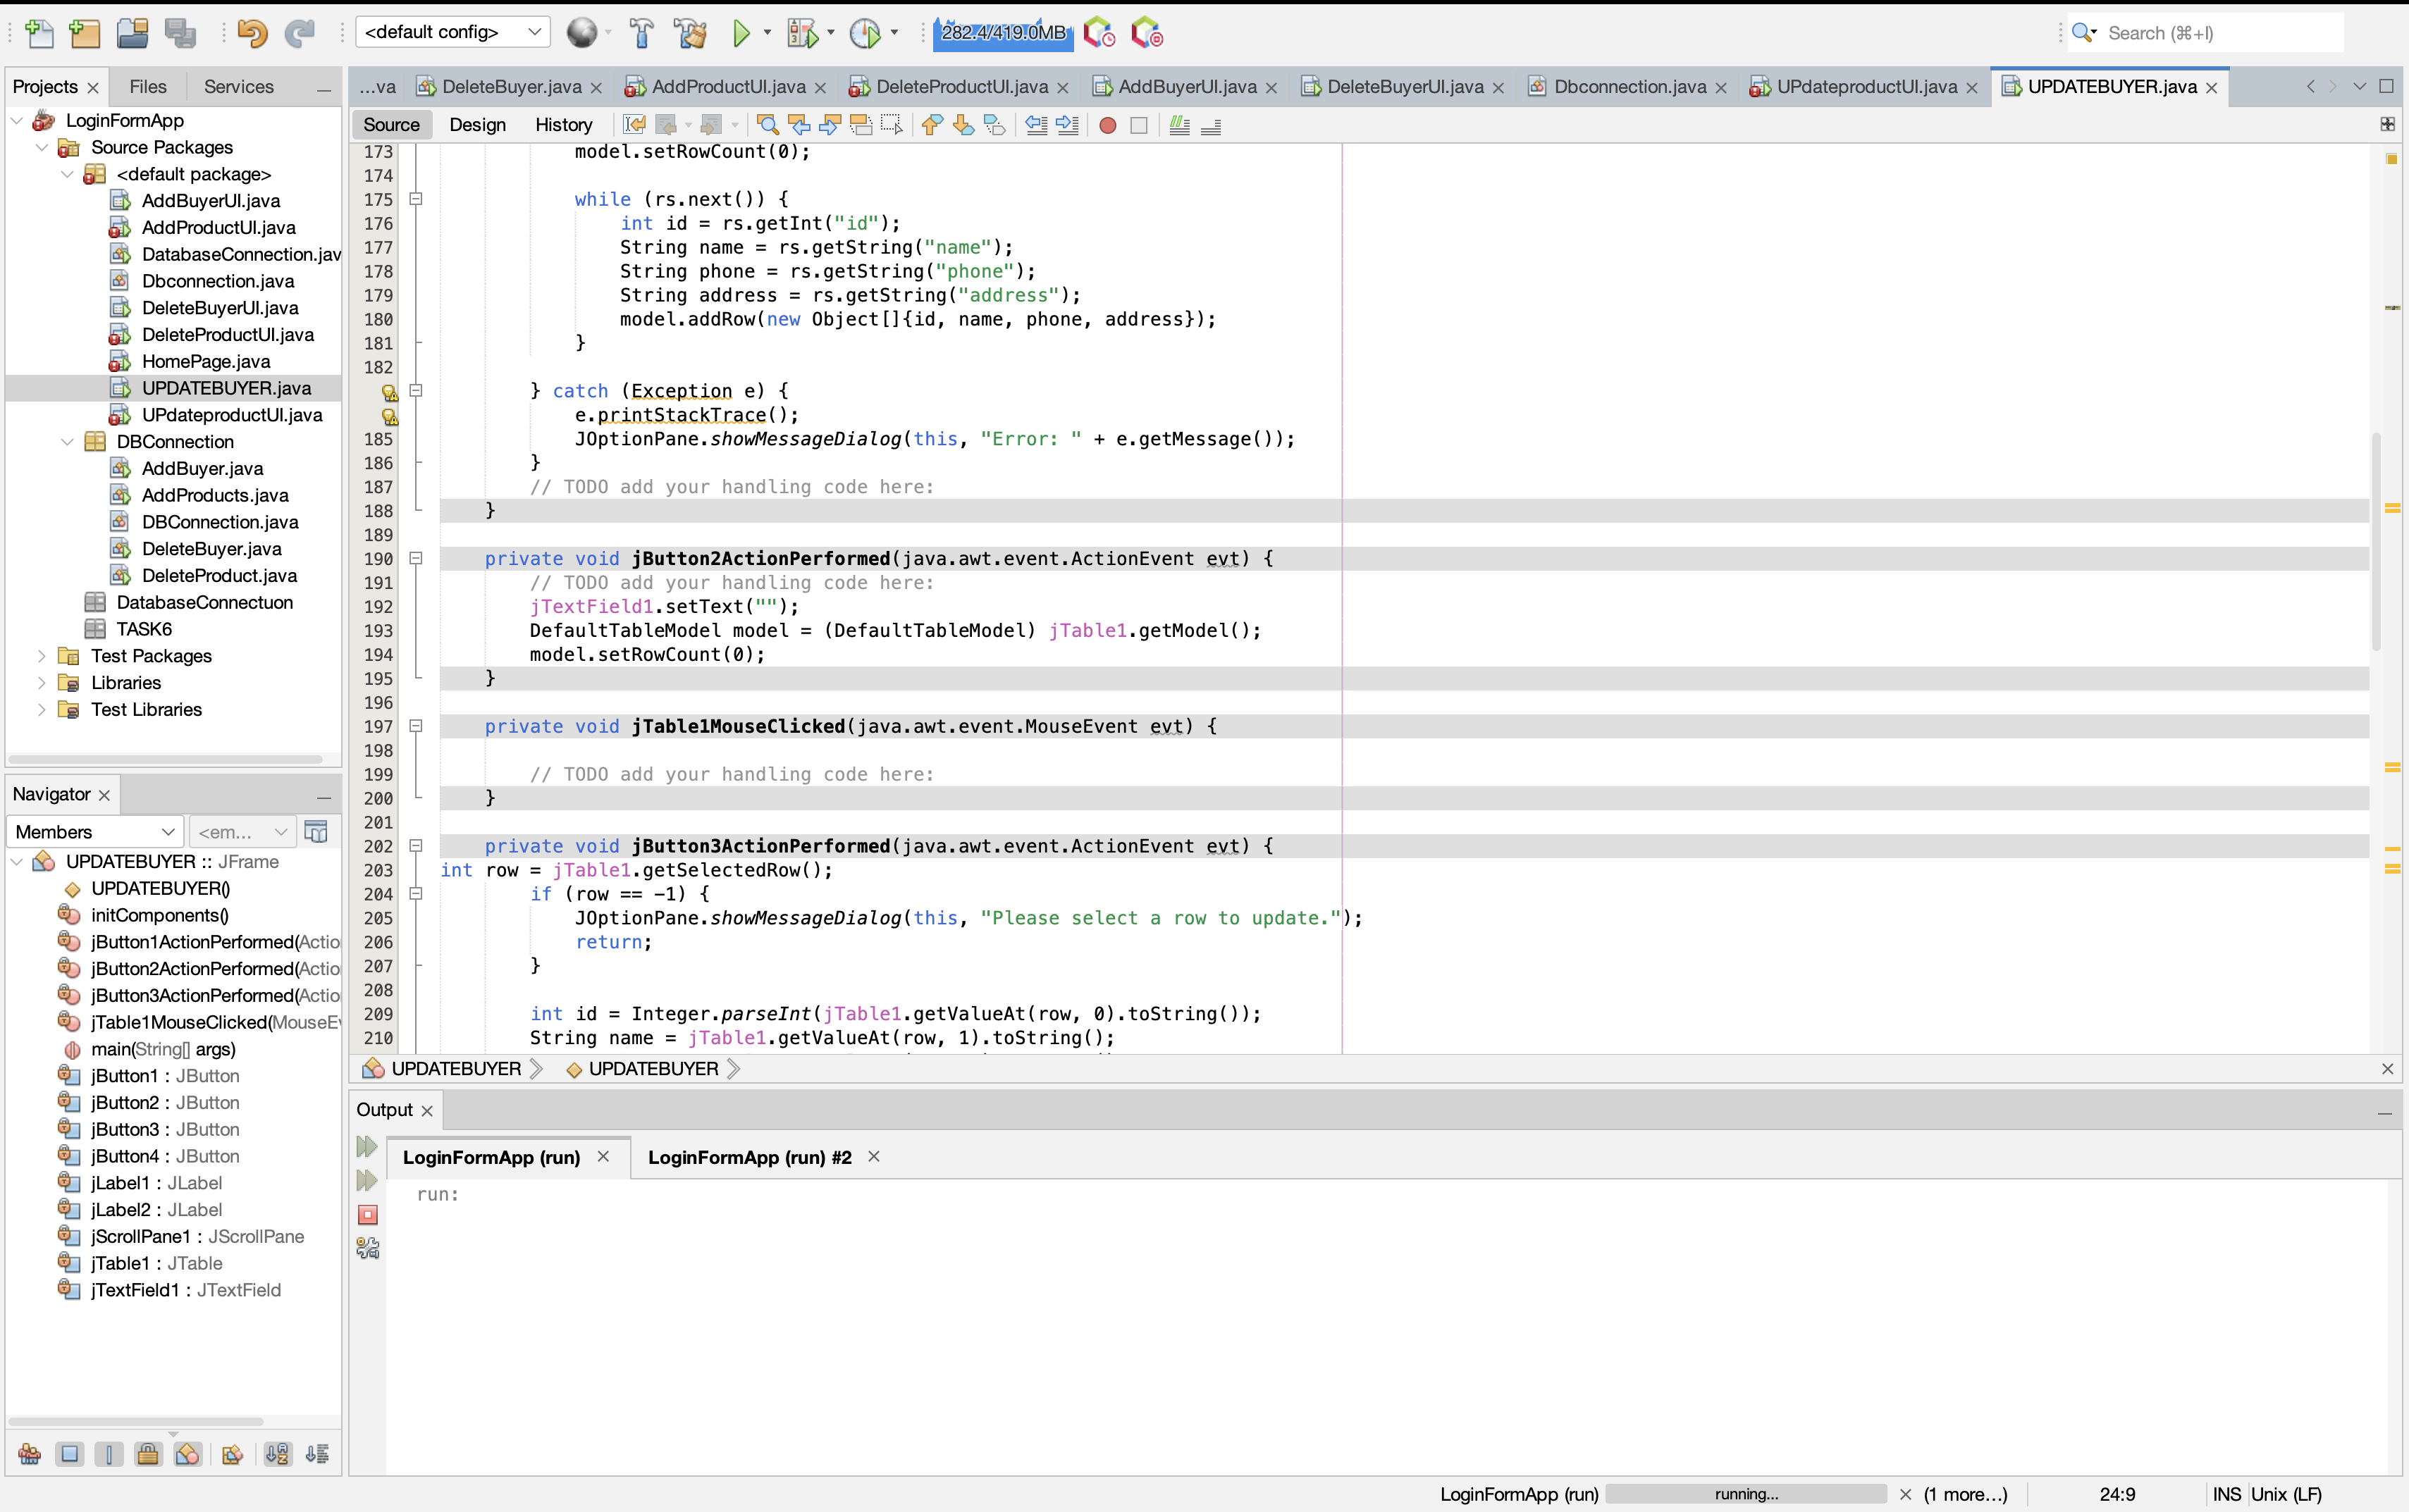 <default config>
282.4/419.0MB
Search (⌘+I)
Projects
Files
Services
...va
DeleteBuyer.java
AddProductUI.java
DeleteProductUI.java
AddBuyerUI.java
DeleteBuyerUI.java
Dbconnection.java
UPdateproductUI.java
UPDATEBUYER.java
LoginFormApp
Source Packages
<default package>
AddBuyerUI.java
AddProductUI.java
DatabaseConnection.jav
Dbconnection.java
DeleteBuyerUI.java
DeleteProductUI.java
HomePage.java
UPDATEBUYER.java
UPdateproductUI.java
DBConnection
AddBuyer.java
AddProducts.java
DBConnection.java
DeleteBuyer.java
DeleteProduct.java
DatabaseConnectuon
TASK6
Test Packages
Libraries
Test Libraries
Navigator
Members
<em...
UPDATEBUYER :: JFrame
UPDATEBUYER()
initComponents()
jButton1ActionPerformed(Actio
jButton2ActionPerformed(Actio
jButton3ActionPerformed(Actio
jTable1MouseClicked(MouseE
main(String[] args)
jButton1 : JButton
jButton2 : JButton
jButton3 : JButton
jButton4 : JButton
jLabel1 : JLabel
jLabel2 : JLabel
jScrollPane1 : JScrollPane
jTable1 : JTable
jTextField1 : JTextField
Source Design History
173 model.setRowCount(0);
174
175 while (rs.next()) {
176 int id = rs.getInt("id");
177 String name = rs.getString("name");
178 String phone = rs.getString("phone");
179 String address = rs.getString("address");
180 model.addRow(new Object[]{id, name, phone, address});
181 }
182
} catch (Exception e) {
e.printStackTrace();
185 JOptionPane.showMessageDialog(this, "Error: " + e.getMessage());
186 }
187 // TODO add your handling code here:
188 }
189
190 private void jButton2ActionPerformed(java.awt.event.ActionEvent evt) {
191 // TODO add your handling code here:
192 jTextField1.setText("");
193 DefaultTableModel model = (DefaultTableModel) jTable1.getModel();
194 model.setRowCount(0);
195 }
196
197 private void jTable1MouseClicked(java.awt.event.MouseEvent evt) {
198
199 // TODO add your handling code here:
200 }
201
202 private void jButton3ActionPerformed(java.awt.event.ActionEvent evt) {
203 int row = jTable1.getSelectedRow();
204 if (row == -1) {
205 JOptionPane.showMessageDialog(this, "Please select a row to update.");
206 return;
207 }
208
209 int id = Integer.parseInt(jTable1.getValueAt(row, 0).toString());
210 String name = jTable1.getValueAt(row, 1).toString();
UPDATEBUYER
UPDATEBUYER
Output
LoginFormApp (run)
LoginFormApp (run) #2
run:
LoginFormApp (run)
running...
(1 more...)
24:9
INS
Unix (LF)